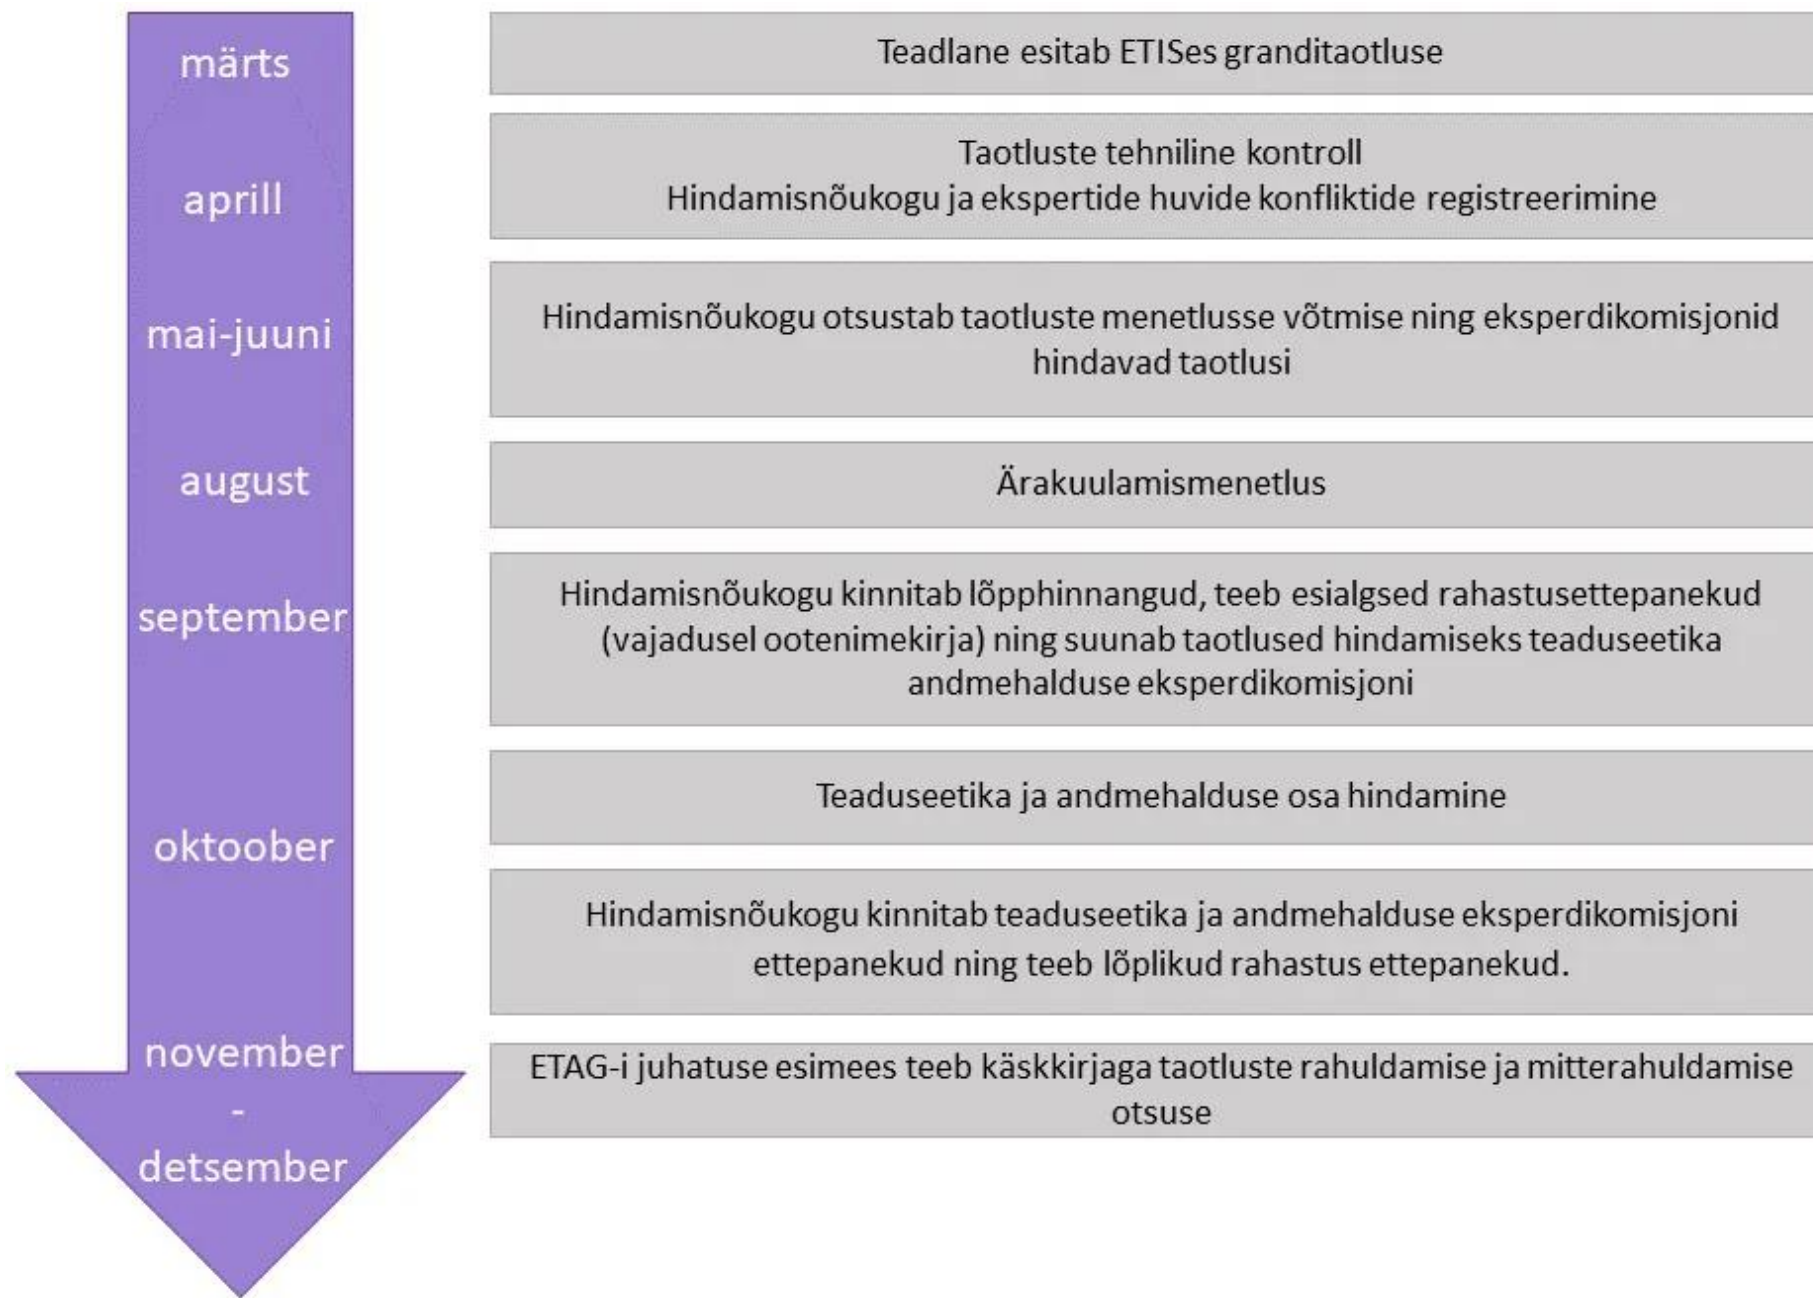 märts
Teadlane esitab ETISes granditaotluse
aprill
Taotluste tehniline kontroll
Hindamisnõukogu ja ekspertide huvide konfliktide registreerimine
mai-juuni
Hindamisnõukogu otsustab taotluste menetlusse võtmise ning eksperdikomisjonid
hindavad taotlusi
august
Ärakuulamismenetlus
september
Hindamisnõukogu kinnitab lõpphinnangud, teeb esialgsed rahastusettepanekud
(vajadusel ootenimekirja) ning suunab taotlused hindamiseks teaduseetika
andmehalduse eksperdikomisjoni
oktoober
Teaduseetika ja andmehalduse osa hindamine
Hindamisnõukogu kinnitab teaduseetika ja andmehalduse eksperdikomisjoni
ettepanekud ning teeb lõplikud rahastus ettepanekud.
november
-
detsember
ETAG-i juhatuse esimees teeb käskkirjaga taotluste rahuldamise ja mitterahuldamise
otsuse